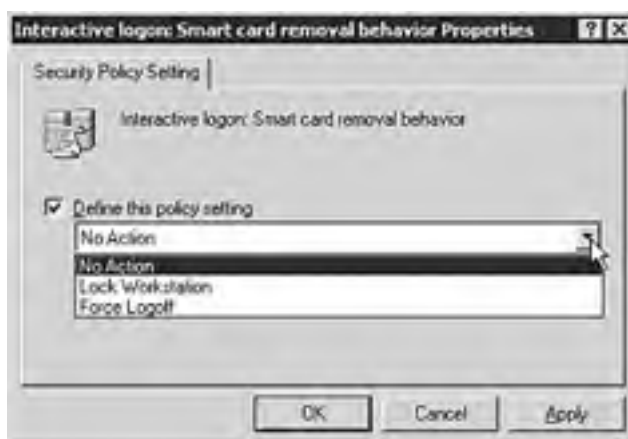 Interactive logon: Smart card removal behavior Properties
Security Policy Setting
Interactive logon: Smart card removal behavior
Define this policy setting
No Action
No Action
Lock Workstation
Force Logoff
OK Cancel Apply